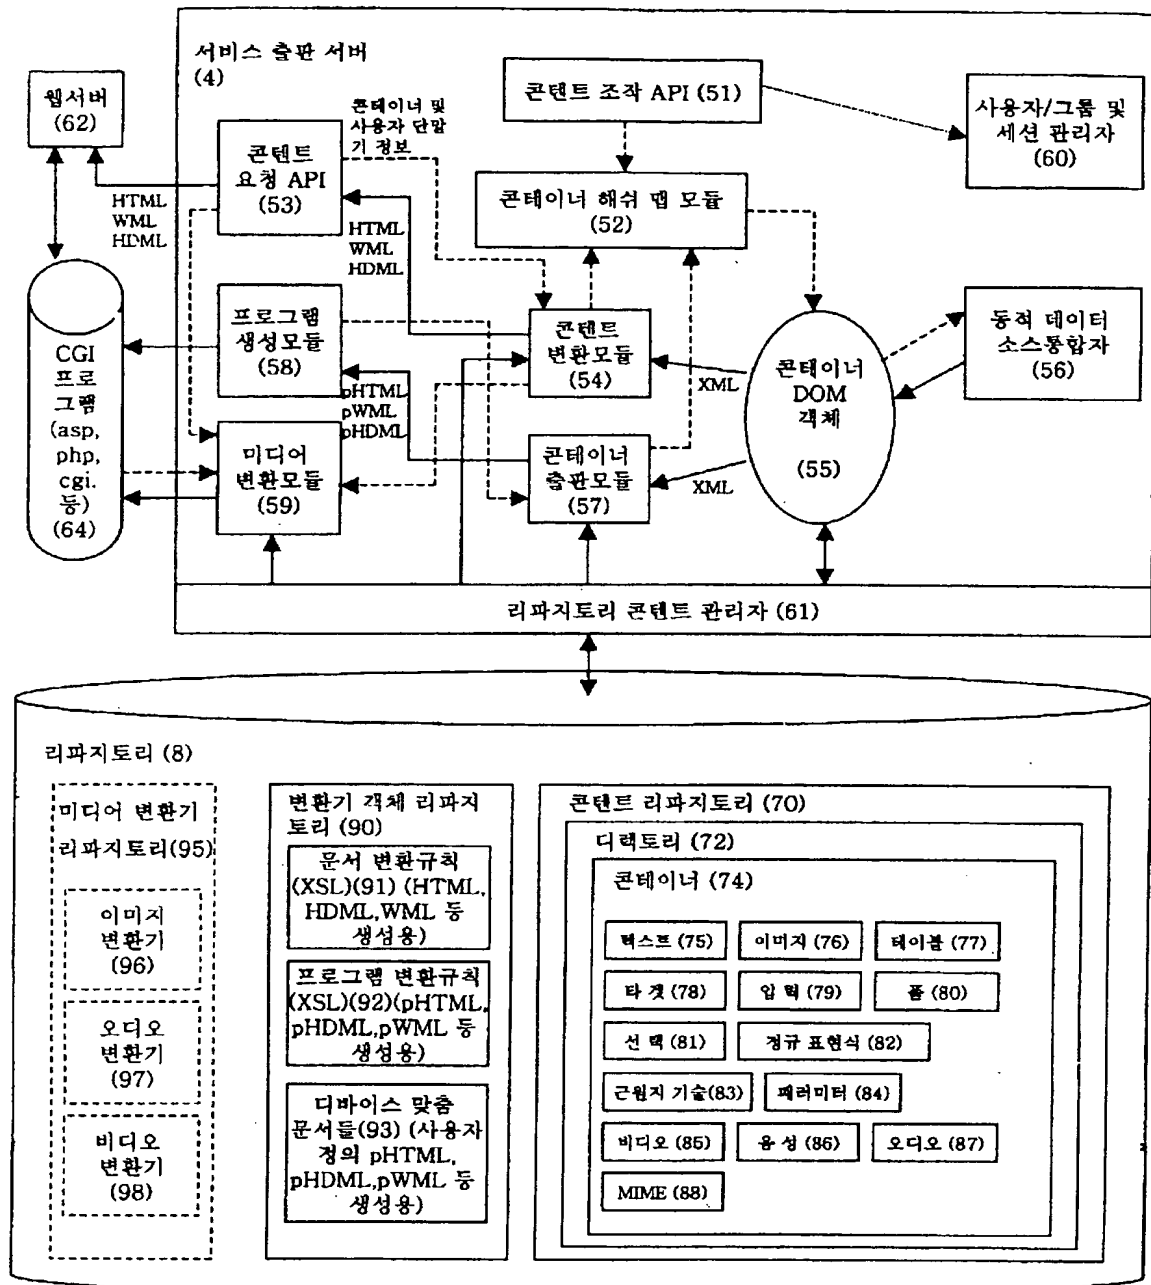 서비스 출판 서버
(4)
웹서버
(62)
콘텐트 조작 API (51)
사용자/그룹 및
세션 관리자
(60)
콘테이너 및
사용자 단말
기 정보
콘텐트
요청 API
(53)
콘테이너 해쉬 맵 모듈
(52)
HTML
WML
HDML
HTML
WML
HDML
프로그램
생성모듈
(58)
콘텐트
변환모듈
(54)
콘테이너
DOM
객체
(55)
동적 데이터
소스통합자
(56)
CGI
프로
그램
(asp,
php,
cgi.
등)
(64)
XML
pHTML
pWML
pHDML
미디어
변환모듈
(59)
콘테이너
출판모듈
(57)
XML
리파지토리 콘텐트 관리자 (61)
리파지토리 (8)
미디어 변환기
리파지토리(95)
이미지
변환기
(96)
오디오
변환기
(97)
비디오
변환기
(98)
변환기 객체 리파지
토리 (90)
문서 변환규칙
(XSL)(91) (HTML,
HDML,WML 등
생성용)
프로그램 변환규칙
(XSL)(92)(pHTML,
pHDML,pWML 등
생성용)
디바이스 맞춤
문서들(93) (사용자
정의 pHTML,
pHDML,pWML 등
생성용)
콘텐트 리파지토리 (70)
디렉토리 (72)
콘테이너 (74)
텍스트 (75)
이미지 (76)
테이블 (77)
타 겟 (78)
입 력 (79)
폼 (80)
선 택 (81)
정규 표현식 (82)
근원지 기술(83)
패러미터 (84)
비디오 (85)
음 성 (86)
오디오 (87)
MIME (88)